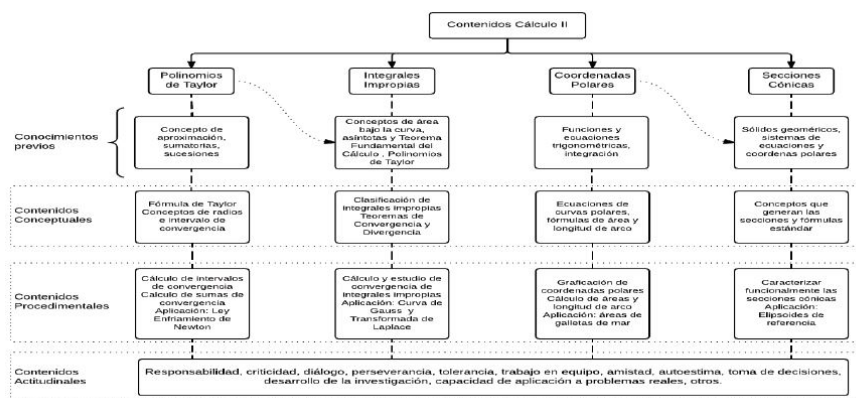 Contenidos Cálculo II
Polinomios
de Taylor
Integrales
Impropias
Coordenadas
Polares
Secciones
Cónicas
Conocimientos
previos
Concepto de
aproximación,
sumatorias,
sucesiones
Conceptos de área
bajo la curva,
asíntotas y Teorema
Fundamental del
Cálculo , Polinomios
de Taylor
Funciones y
ecuaciones
trigonométricas,
integración
Sólidos geométricos,
sistemas de
ecuaciones y
coordenas polares
Contenidos
Conceptuales
Fórmula de Taylor
Conceptos de radios
e intervalo de
convergencia
Clasificación de
integrales impropias
Teoremas de
Convergencia y
Divergencia
Ecuaciones de
curvas polares,
fórmulas de área y
longitud de arco
Conceptos que
generan las
secciones y fórmulas
estándar
Contenidos
Procedimentales
Cálculo de intervalos
de convergencia
Calculo de sumas de
convergencia
Aplicación: Ley
Enfriamiento de
Newton
Cálculo y estudio de
convergencia de
integrales impropias
Aplicación: Curva de
Gauss y
Transformada de
Laplace
Graficación de
coordenadas polares
Cálculo de áreas y
longitud de arco
Aplicación: áreas de
galletas de mar
Caracterizar
funcionalmente las
secciones cónicas
Aplicación:
Elipsoides de
referencia
Contenidos
Actitudinales
Responsabilidad, criticidad, diálogo, perseverancia, tolerancia, trabajo en equipo, amistad, autoestima, toma de decisiones,
desarrollo de la investigación, capacidad de aplicación a problemas reales, otros.